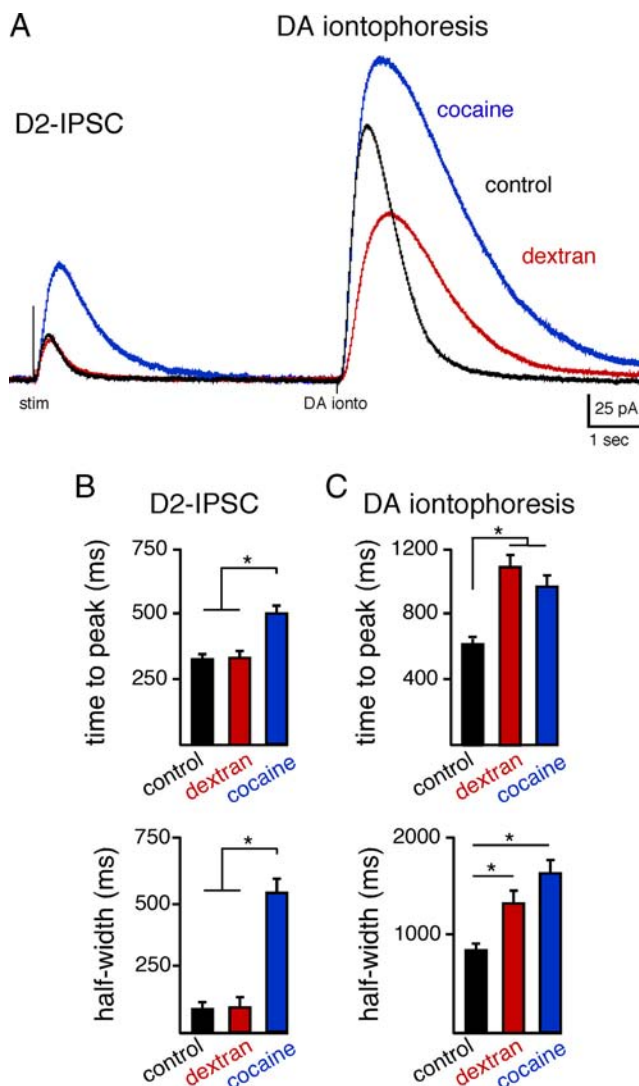 A
DA iontophoresis
D2-IPSC
cocaine
control
dextran
stim
DA ionto
25 pA
1 sec
B
D2-IPSC
time to peak (ms)
750
500
250
*
control
dextran
cocaine
half-width (ms)
750
500
250
*
control
dextran
cocaine
C
DA iontophoresis
time to peak (ms)
1200
800
400
*
control
dextran
cocaine
half-width (ms)
2000
1000
*
*
control
dextran
cocaine